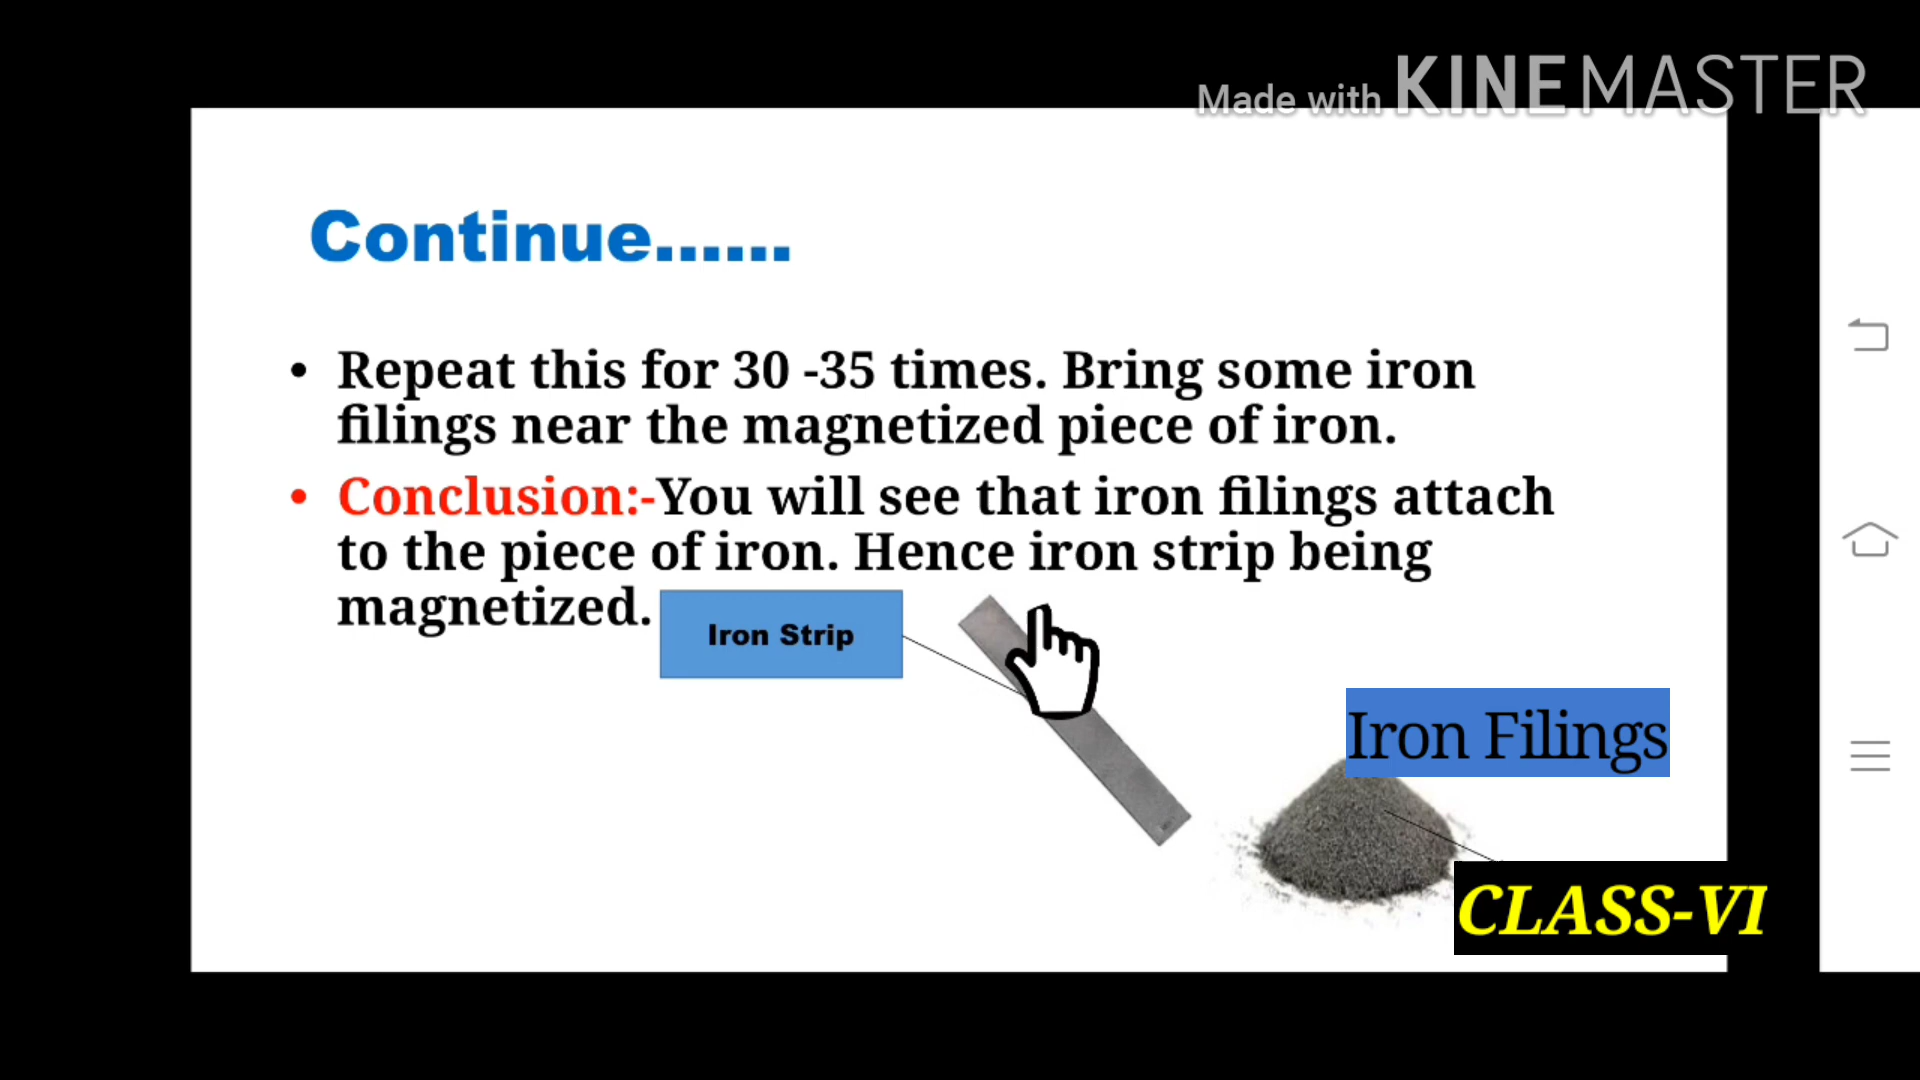 Made with KINEMASTER
Continue......
• Repeat this for 30 -35 times. Bring some iron
filings near the magnetized piece of iron.
• Conclusion:-You will see that iron filings attach
to the piece of iron. Hence iron strip being
magnetized.
Iron Strip
Iron Filings
CLASS-VI